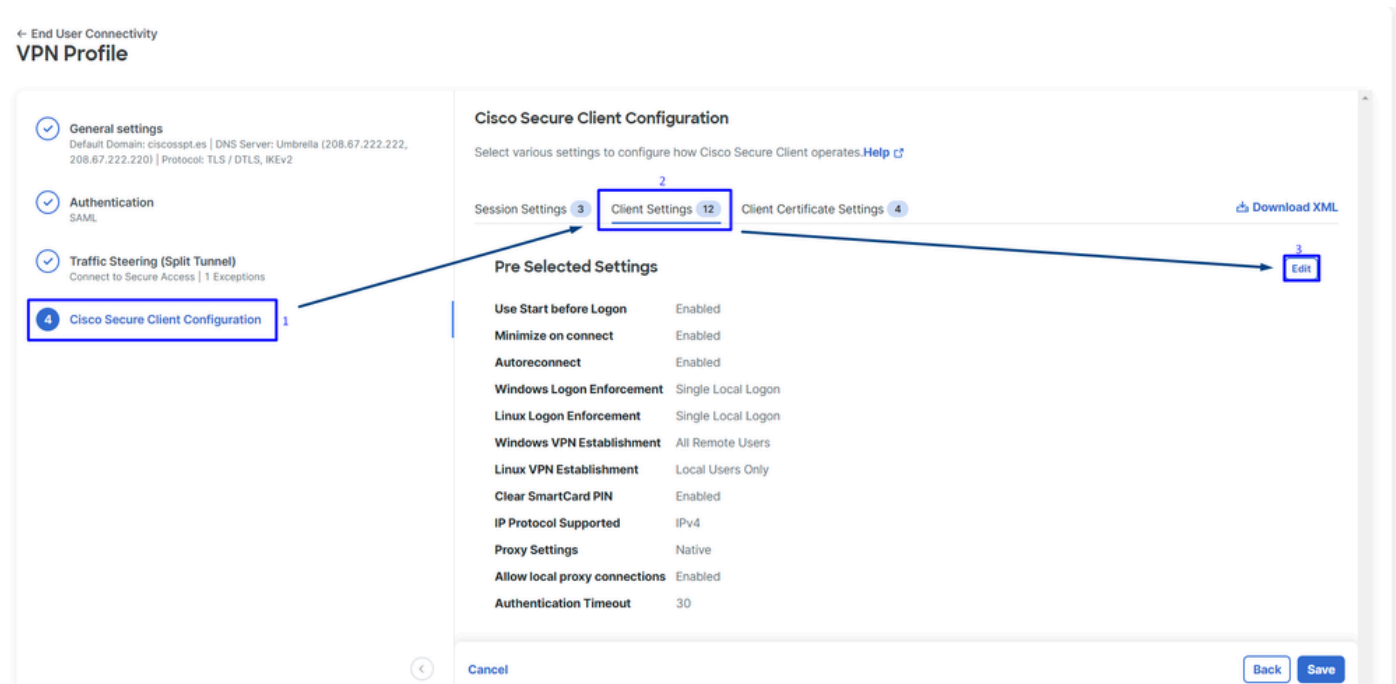 ← End User Connectivity
VPN Profile
General settings
Default Domain: ciscosspt.es | DNS Server: Umbrella (208.67.222.222,
208.67.222.220) | Protocol: TLS / DTLS, IKEv2
Authentication
SAML
Traffic Steering (Split Tunnel)
Connect to Secure Access | 1 Exceptions
4 Cisco Secure Client Configuration 1
Cisco Secure Client Configuration
Select various settings to configure how Cisco Secure Client operates.Help
2
Session Settings 3 Client Settings 12 Client Certificate Settings 4 Download XML
3
Pre Selected Settings Edit
Use Start before Logon Enabled
Minimize on connect Enabled
Autoreconnect Enabled
Windows Logon Enforcement Single Local Logon
Linux Logon Enforcement Single Local Logon
Windows VPN Establishment All Remote Users
Linux VPN Establishment Local Users Only
Clear SmartCard PIN Enabled
IP Protocol Supported IPv4
Proxy Settings Native
Allow local proxy connections Enabled
Authentication Timeout 30
Cancel Back Save